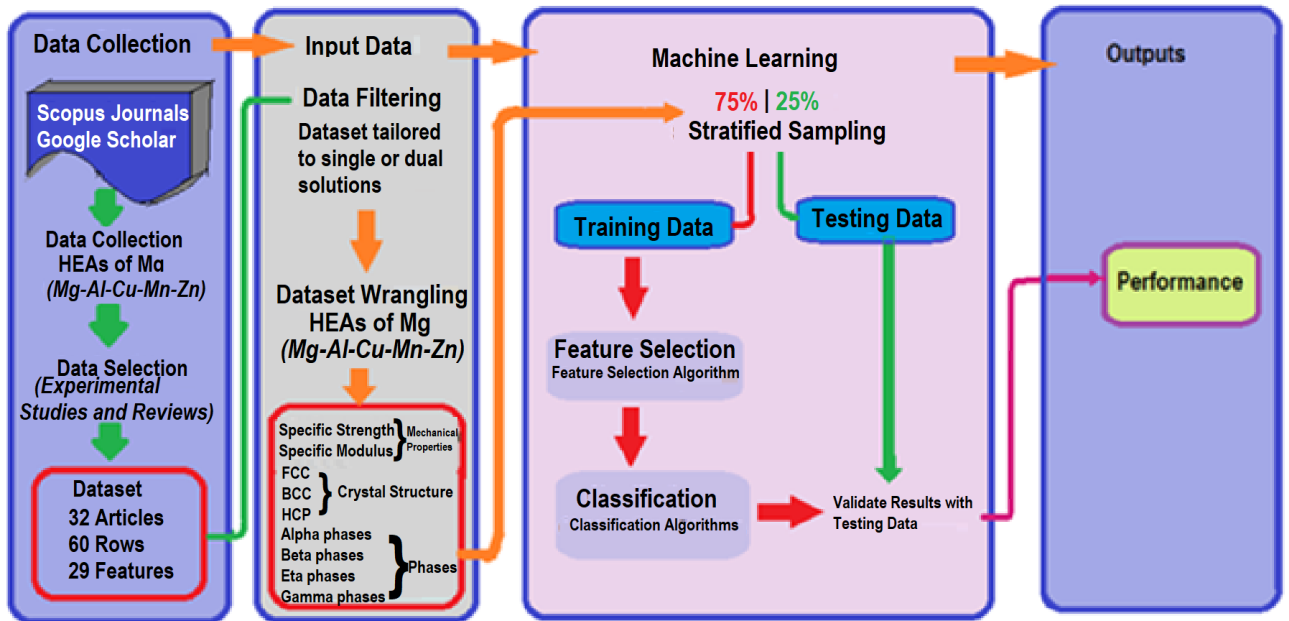 Data Collection
Scopus Journals
Google Scholar
Data Collection
HEAs of Mg
(Mg-Al-Cu-Mn-Zn)
Data Selection
(Experimental
Studies and Reviews)
Dataset
32 Articles
60 Rows
29 Features
Input Data
Data Filtering
Dataset tailored
to single or dual
solutions
Dataset Wrangling
HEAs of Mg
(Mg-Al-Cu-Mn-Zn)
Specific Strength
Specific Modulus
} Mechanical
Properties
FCC
BCC
HCP
} Crystal Structure
Alpha phases
Beta phases
Eta phases
Gamma phases
} Phases
Machine Learning
75% | 25%
Stratified Sampling
Training Data
Testing Data
Feature Selection
Feature Selection Algorithm
Classification
Classification Algorithms
Validate Results with
Testing Data
Outputs
Performance